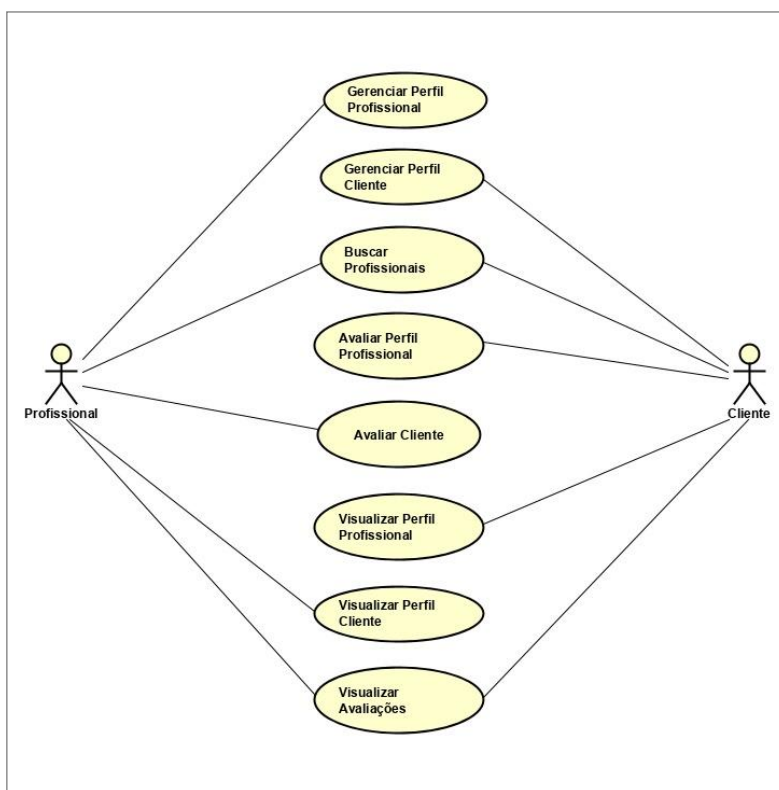 Gerenciar Perfil
Profissional
Gerenciar Perfil
Cliente
Buscar
Profissionais
Avaliar Perfil
Profissional
Profissional
Cliente
Avaliar Cliente
Visualizar Perfil
Profissional
Visualizar Perfil
Cliente
Visualizar
Avaliações